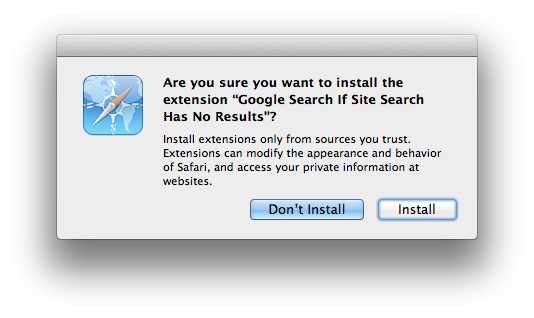 Are you sure you want to install the
extension “Google Search If Site Search
Has No Results”?
Install extensions only from sources you trust.
Extensions can modify the appearance and behavior
of Safari, and access your private information at
websites.
Don’t Install
Install